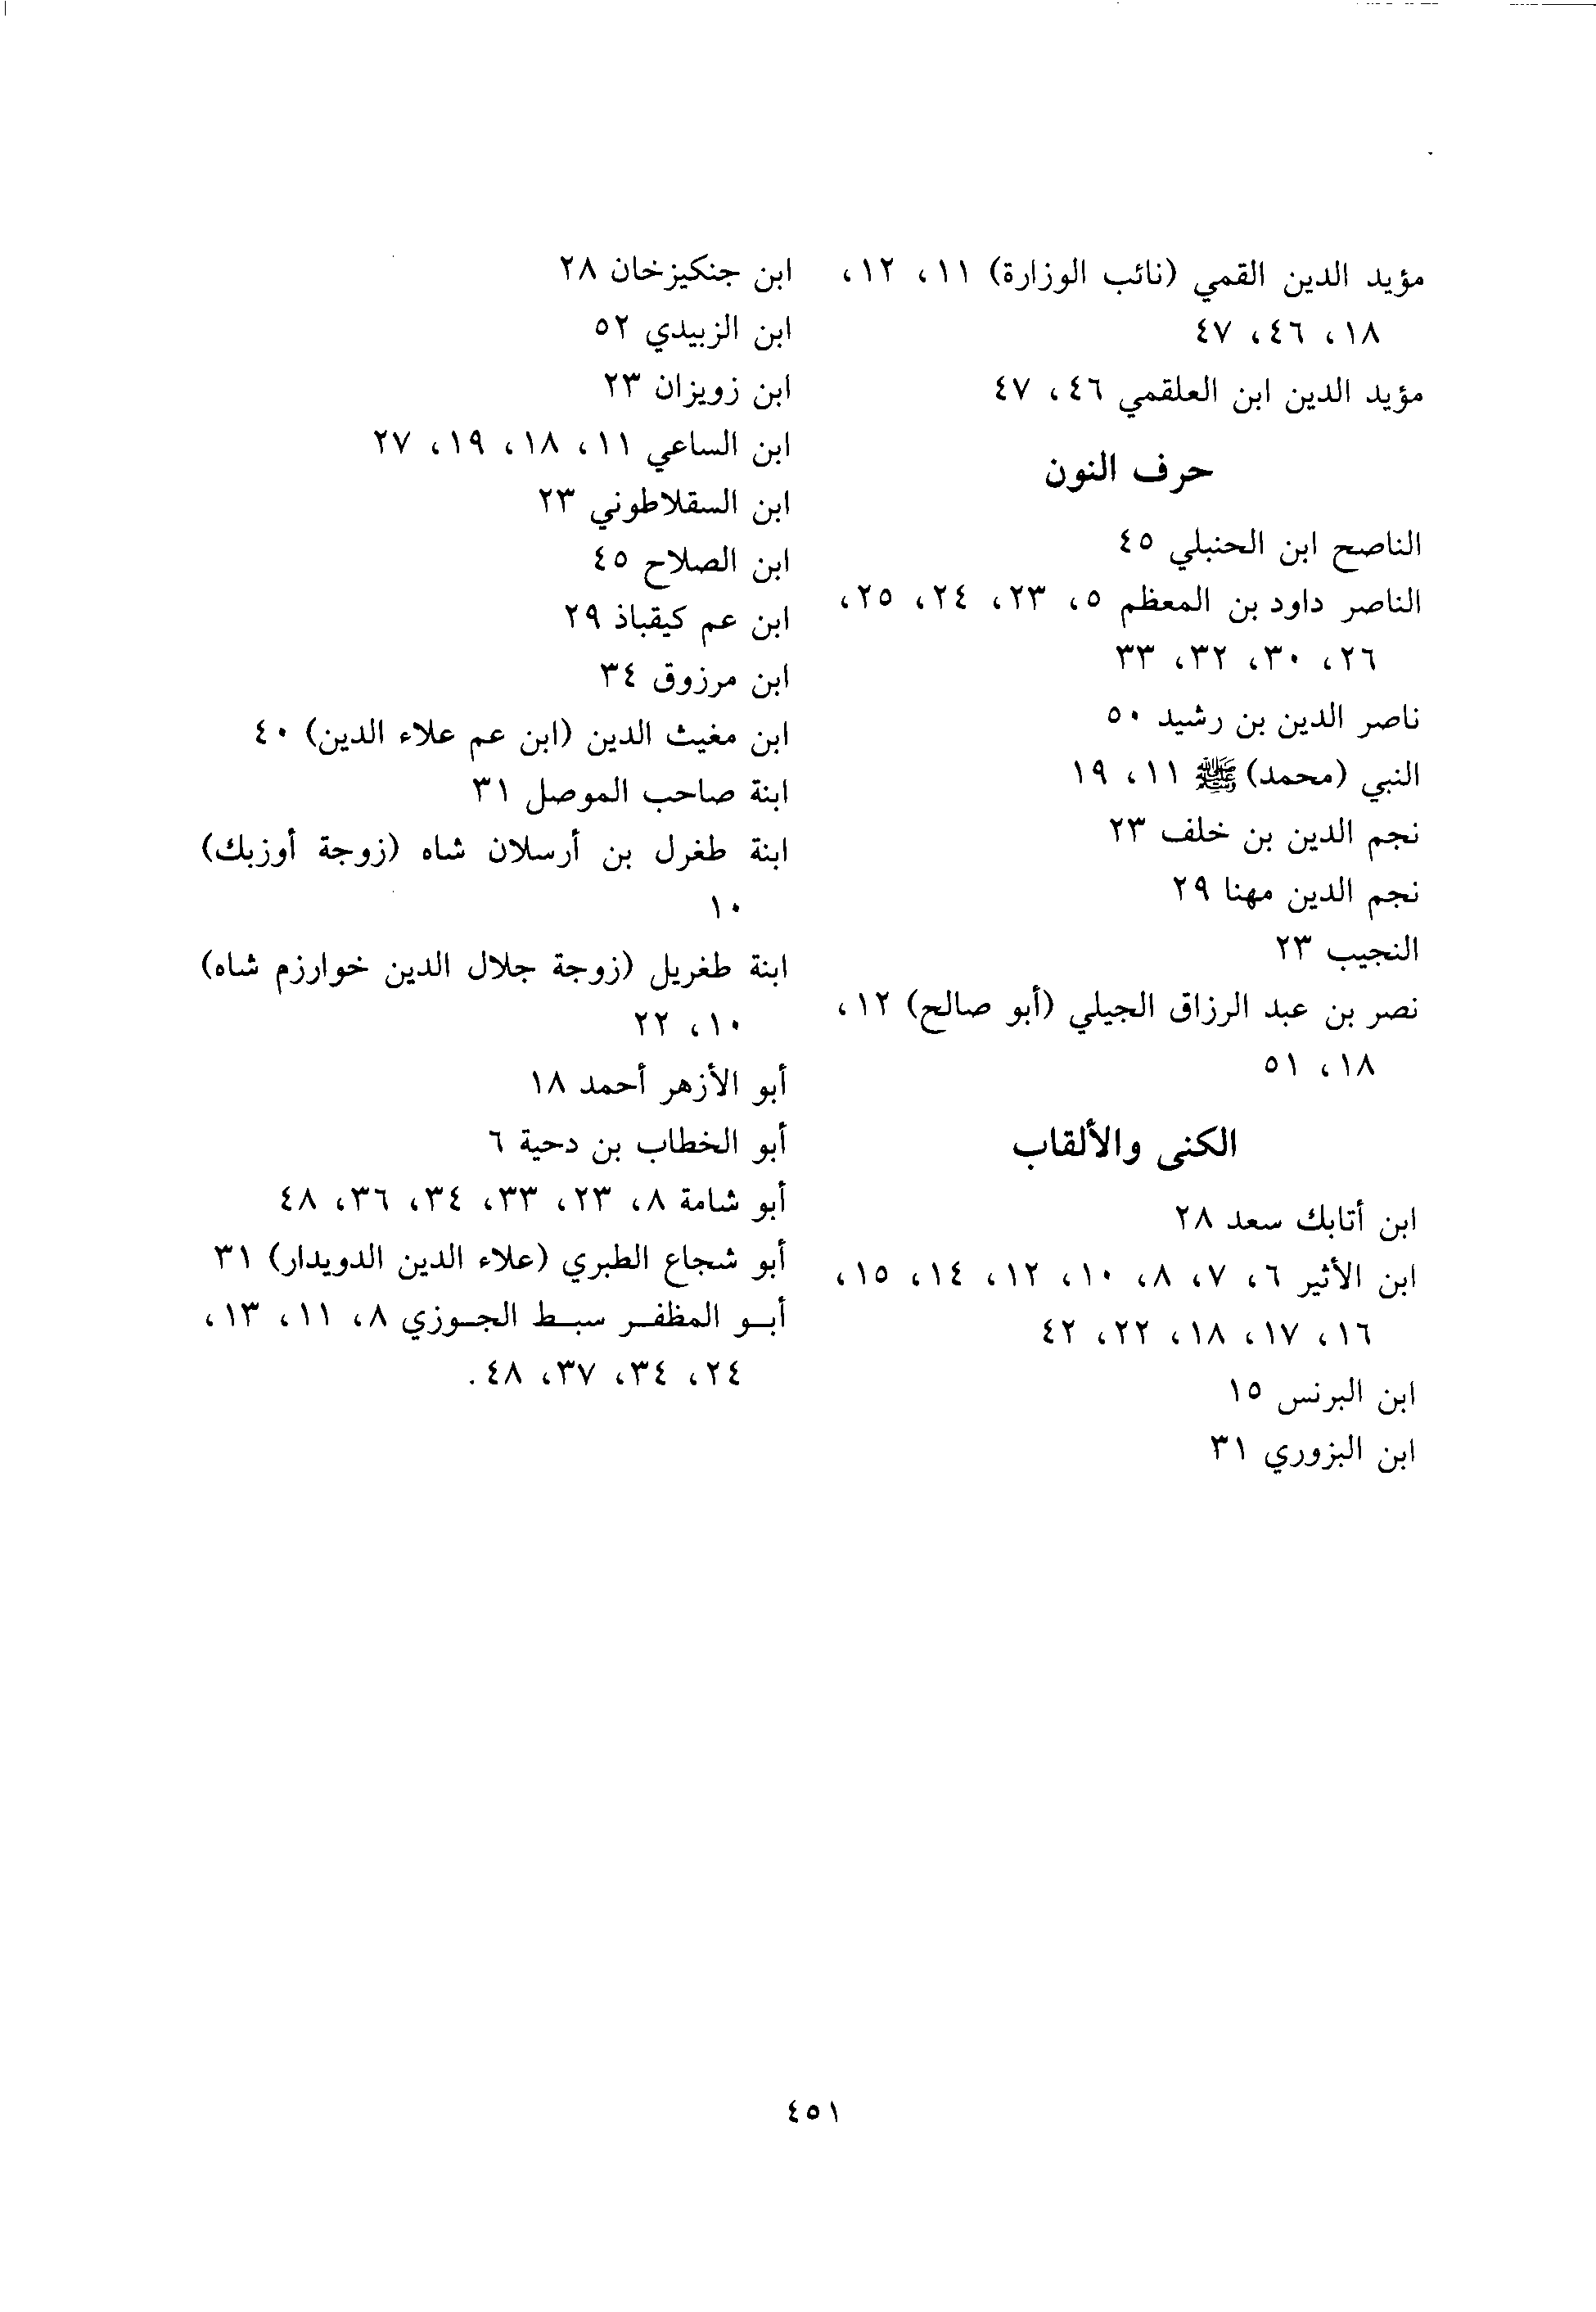 مؤيد الدين القمي (نائب الوزارة) ١١، ١٢،
١٨، ٤٦، ٤٧
مؤيد الدين ابن العلقمي ٤٦، ٤٧
حرف النون
الناصح ابن الحنبلي ٤٥
الناصر داود بن المعظم ٥، ٢٣، ٢٤، ٢٥،
٢٦، ٣٠، ٣٢، ٣٣
ناصر الدين بن رشيد ٥٠
النبي (محمد) ﷺ ١١، ١٩
نجم الدين بن خلف ٢٣
نجم الدين مهنا ٢٩
النجيب ٢٣
نصر بن عبد الرزاق الجيلي (أبو صالح) ١٢،
١٨، ٥١
الكنى والألقاب
ابن أتابك سعد ٢٨
ابن الأثير ٦، ٧، ٨، ١٠، ١٢، ١٤، ١٥،
١٦، ١٧، ١٨، ٢٢، ٤٢
ابن البرنس ١٥
ابن البزوري ٣١
ابن جنكيزخان ٢٨
ابن الزبيدي ٥٢
ابن زويزان ٢٣
ابن الساعي ١١، ١٨، ١٩، ٢٧
ابن السقلاطوني ٢٣
ابن الصلاح ٤٥
ابن عم كيقباذ ٢٩
ابن مرزوق ٣٤
ابن مغيث الدين (ابن عم علاء الدين) ٤٠
ابنة صاحب الموصل ٣١
ابنة طغرل بن أرسلان شاه (زوجة أوزبك)
١٠
ابنة طغريل (زوجة جلال الدين خوارزم شاه)
١٠، ٢٢
أبو الأزهر أحمد ١٨
أبو الخطاب بن دحية ٦
أبو شامة ٨، ٢٣، ٣٣، ٣٤، ٣٦، ٤٨
أبو شجاع الطبري (علاء الدين الدويدار) ٣١
أبـو المظفـر سبـط الجـوزي ٨، ١١، ١٣،
٢٤، ٣٤، ٣٧، ٤٨.
٤٥١